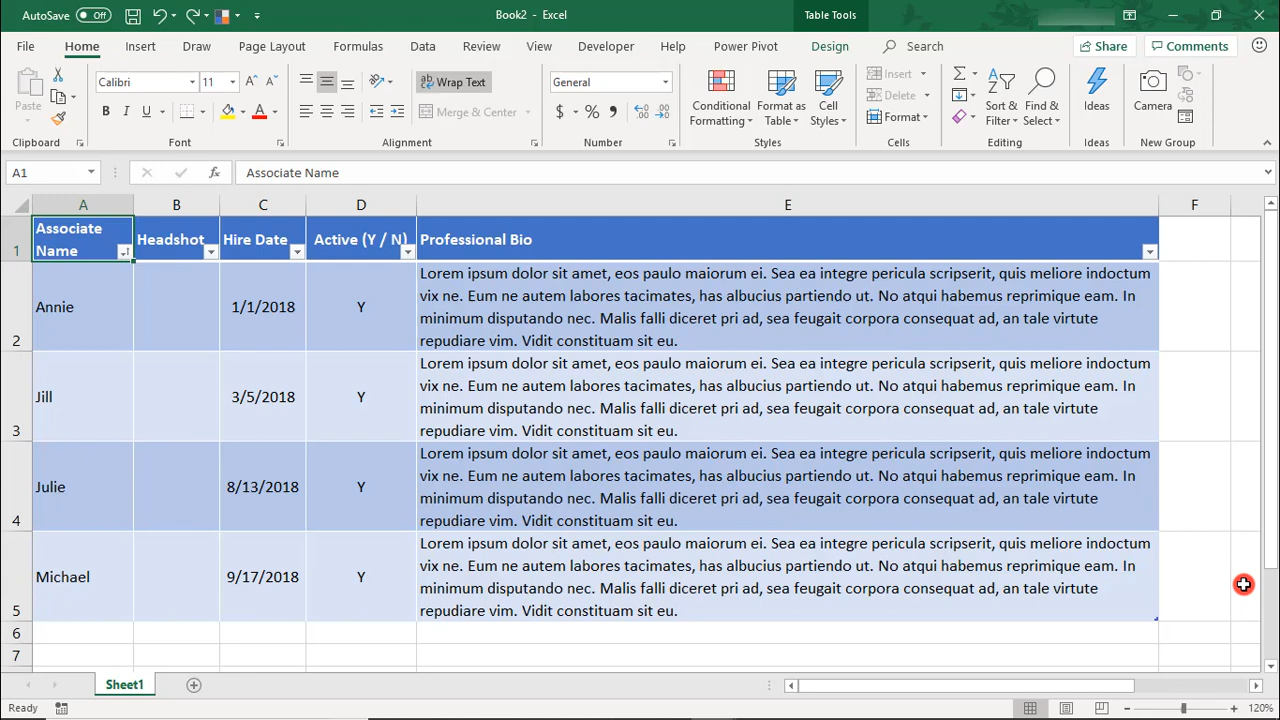 AutoSave Off Book2 - Excel Table Tools
File Home Insert Draw Page Layout Formulas Data Review View Developer Help Power Pivot Design Search Share Comments
Paste Calibri 11 A A B I U A ab Wrap Text Merge & Center General $ % , Conditional Formatting Format as Table Cell Styles Insert Delete Format Sort & Filter Find & Select Ideas Camera
Clipboard Font Alignment Number Styles Cells Editing Ideas New Group
A1 fx Associate Name
A B C D E F
1 Associate Name Headshot Hire Date Active (Y / N) Professional Bio
Lorem ipsum dolor sit amet, eos paulo maiorum ei. Sea ea integre pericula scripserit, quis meliore indoctum
vix ne. Eum ne autem labores tacimates, has albucius partiendo ut. No atqui habemus reprimique eam. In
Annie 1/1/2018 Y
minimum disputando nec. Malis falli diceret pri ad, sea feugait corpora consequat ad, an tale virtute
2 repudiare vim. Vidit constituam sit eu.
Lorem ipsum dolor sit amet, eos paulo maiorum ei. Sea ea integre pericula scripserit, quis meliore indoctum
vix ne. Eum ne autem labores tacimates, has albucius partiendo ut. No atqui habemus reprimique eam. In
Jill 3/5/2018 Y
minimum disputando nec. Malis falli diceret pri ad, sea feugait corpora consequat ad, an tale virtute
3 repudiare vim. Vidit constituam sit eu.
Lorem ipsum dolor sit amet, eos paulo maiorum ei. Sea ea integre pericula scripserit, quis meliore indoctum
vix ne. Eum ne autem labores tacimates, has albucius partiendo ut. No atqui habemus reprimique eam. In
Julie 8/13/2018 Y
minimum disputando nec. Malis falli diceret pri ad, sea feugait corpora consequat ad, an tale virtute
4 repudiare vim. Vidit constituam sit eu.
Lorem ipsum dolor sit amet, eos paulo maiorum ei. Sea ea integre pericula scripserit, quis meliore indoctum
vix ne. Eum ne autem labores tacimates, has albucius partiendo ut. No atqui habemus reprimique eam. In
Michael 9/17/2018 Y
minimum disputando nec. Malis falli diceret pri ad, sea feugait corpora consequat ad, an tale virtute
5 repudiare vim. Vidit constituam sit eu.
6
7
Sheet1
Ready 120%